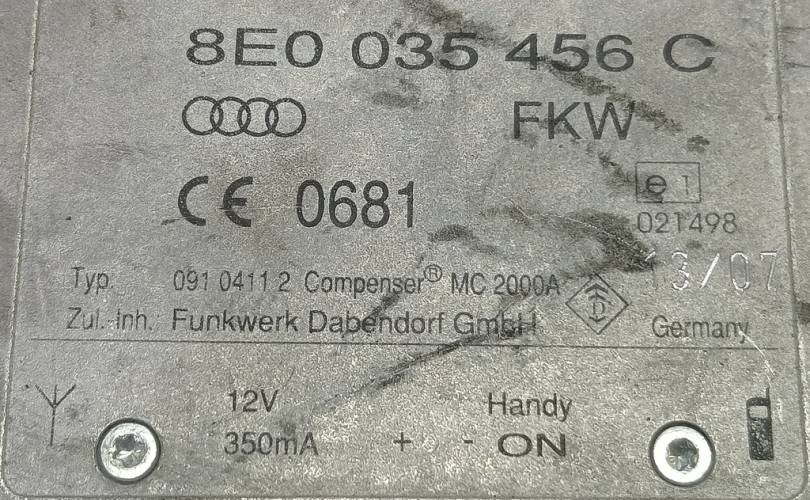 8E0 035 456 C
FKW
CE 0681
e 1
021498
13/07
Typ. 091 0411 2 Compenser® MC 2000A
D
Zul.-Inh.: Funkwerk Dabendorf GmbH
Germany
12V Handy
350mA + - ON